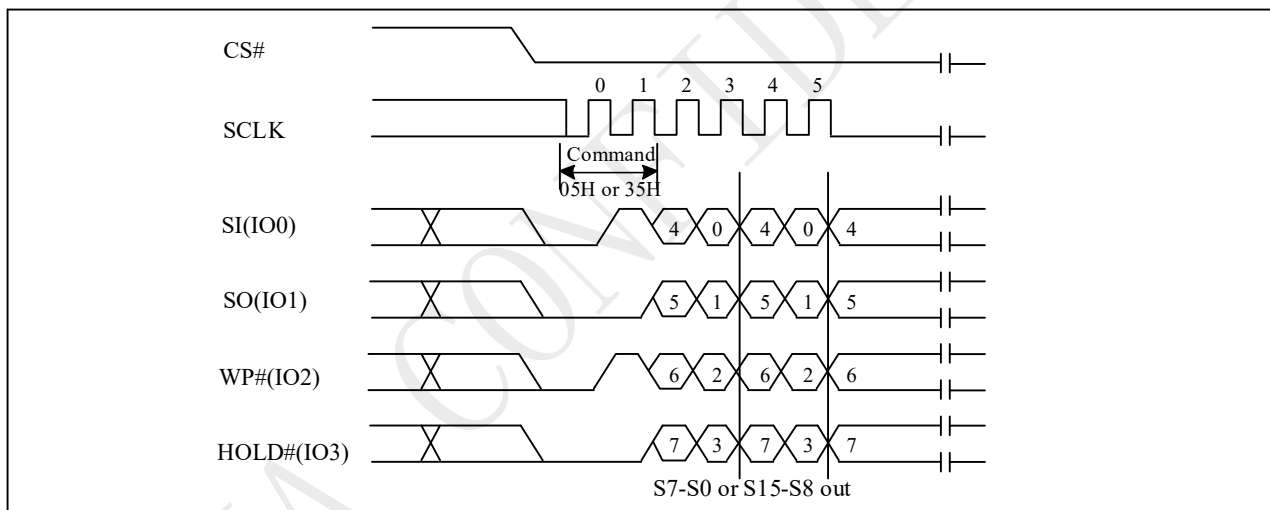 CS#
0 1 2 3 4 5
SCLK
Command
05H or 35H
SI(IO0) 4 0 4 0 4
SO(IO1) 5 1 5 1 5
WP#(IO2) 6 2 6 2 6
HOLD#(IO3) 7 3 7 3 7
S7-S0 or S15-S8 out